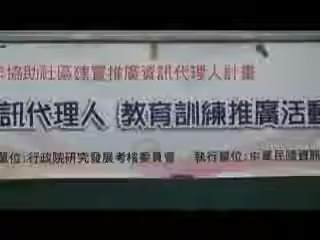 協助社區建置推廣資訊代理人計畫
訊代理人(教育訓練推廣活動
單位:行政院研究發展考核委員會 執行單位:中華民國資訊